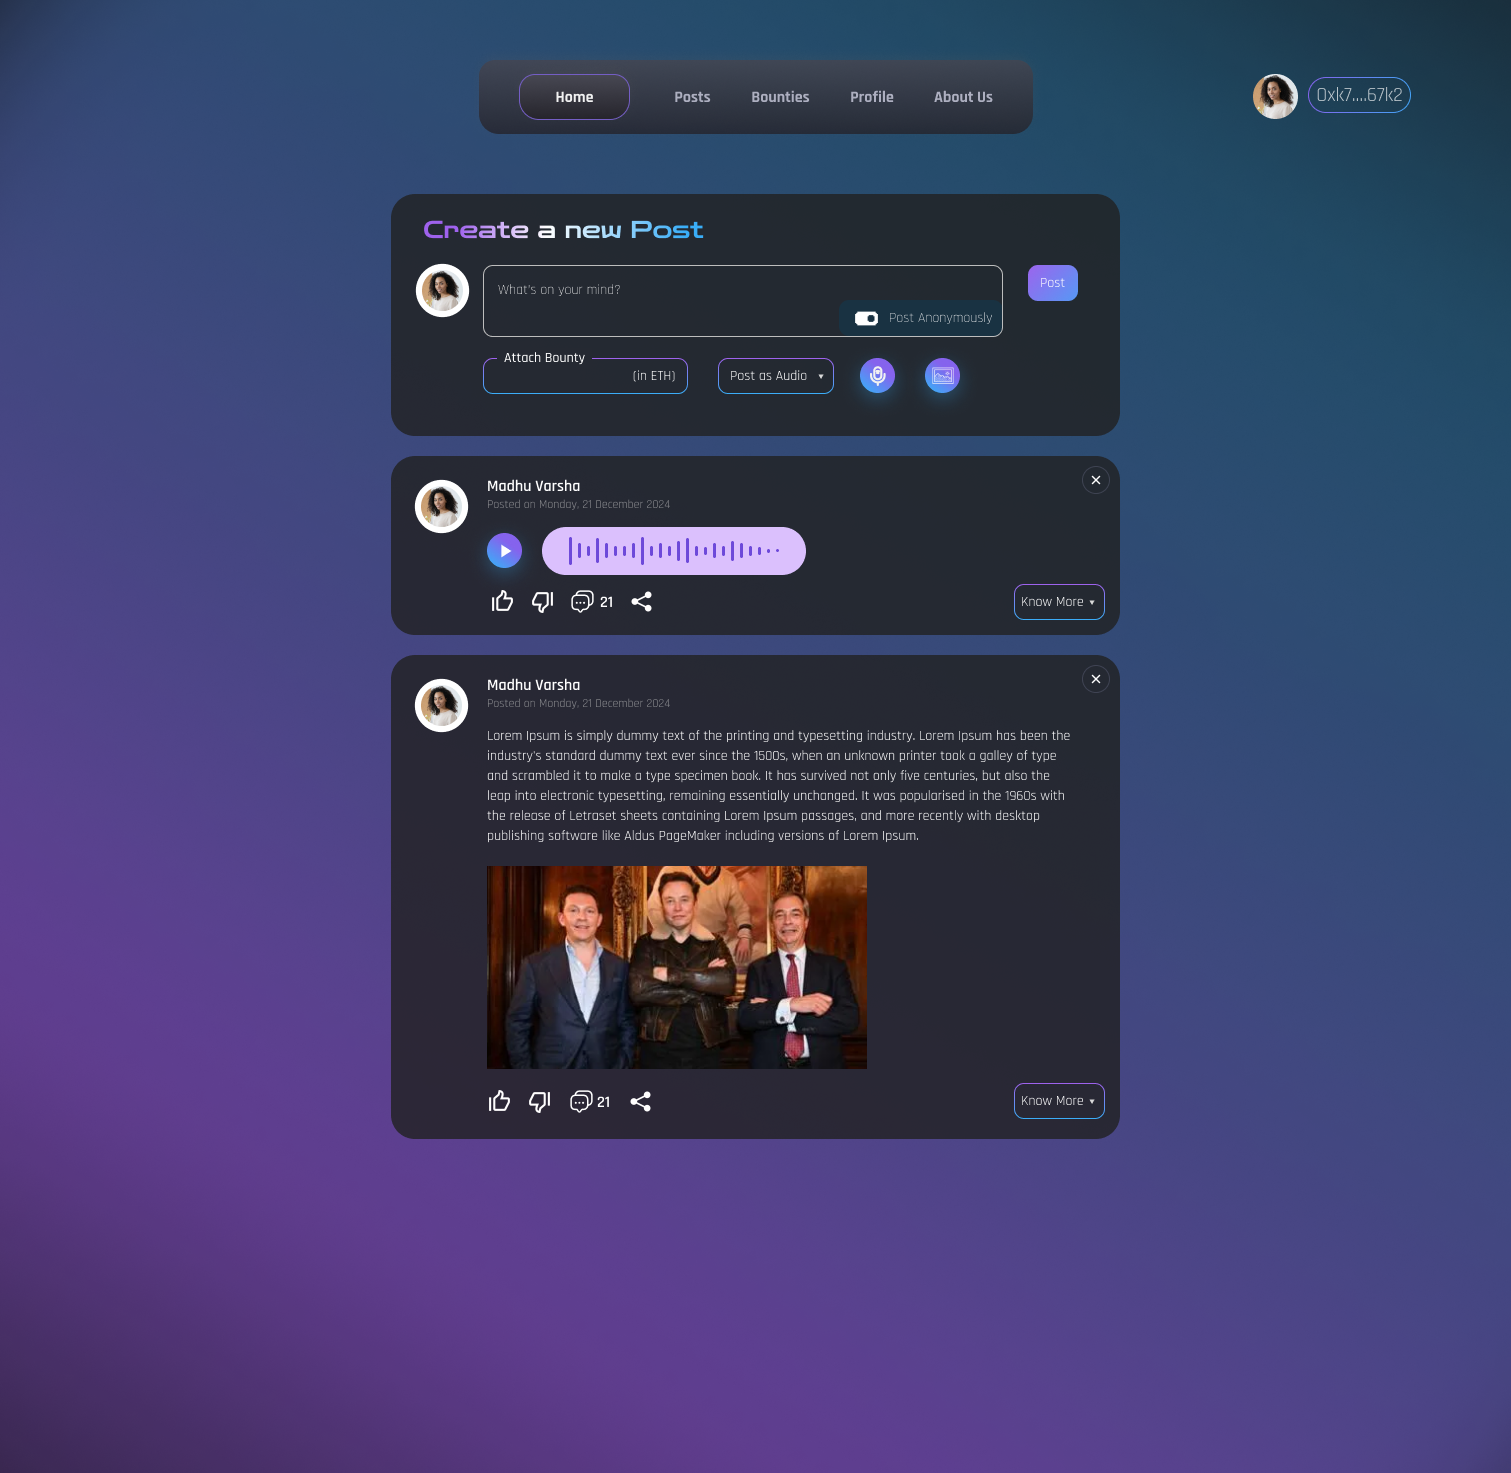 Home Posts Bounties Profile About Us
0xk7....67k2
Create a new Post
What's on your mind?
Post
Post Anonymously
Attach Bounty
(in ETH)
Post as Audio
Madhu Varsha
Posted on Monday, 21 December 2024
21
Know More
Madhu Varsha
Posted on Monday, 21 December 2024
Lorem Ipsum is simply dummy text of the printing and typesetting industry. Lorem Ipsum has been the
industry's standard dummy text ever since the 1500s, when an unknown printer took a galley of type
and scrambled it to make a type specimen book. It has survived not only five centuries, but also the
leap into electronic typesetting, remaining essentially unchanged. It was popularised in the 1960s with
the release of Letraset sheets containing Lorem Ipsum passages, and more recently with desktop
publishing software like Aldus PageMaker including versions of Lorem Ipsum.
21
Know More